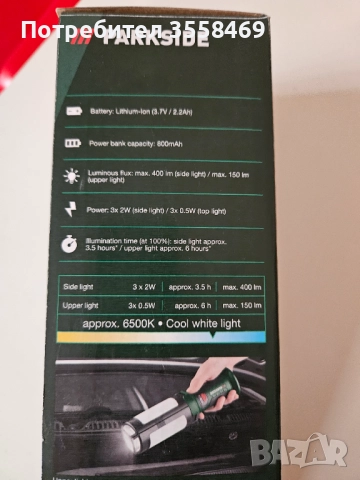 Потребител 3558469
PARKSIDE
Battery: Lithium-Ion (3.7V / 2.2Ah)
Power bank capacity: 800mAh
Luminous flux: max. 400 lm (side light) / max. 150 lm
(upper light)
Power: 3x 2W (side light) / 3x 0.5W (top light)
Illumination time (at 100%): side light approx.
3.5 hours* / upper light approx. 6 hours*
Side light 3 x 2W approx. 3.5 h max. 400 lm
Upper light 3x 0.5W approx. 6 h max. 150 lm
approx. 6500K • Cool white light
bazar.bg